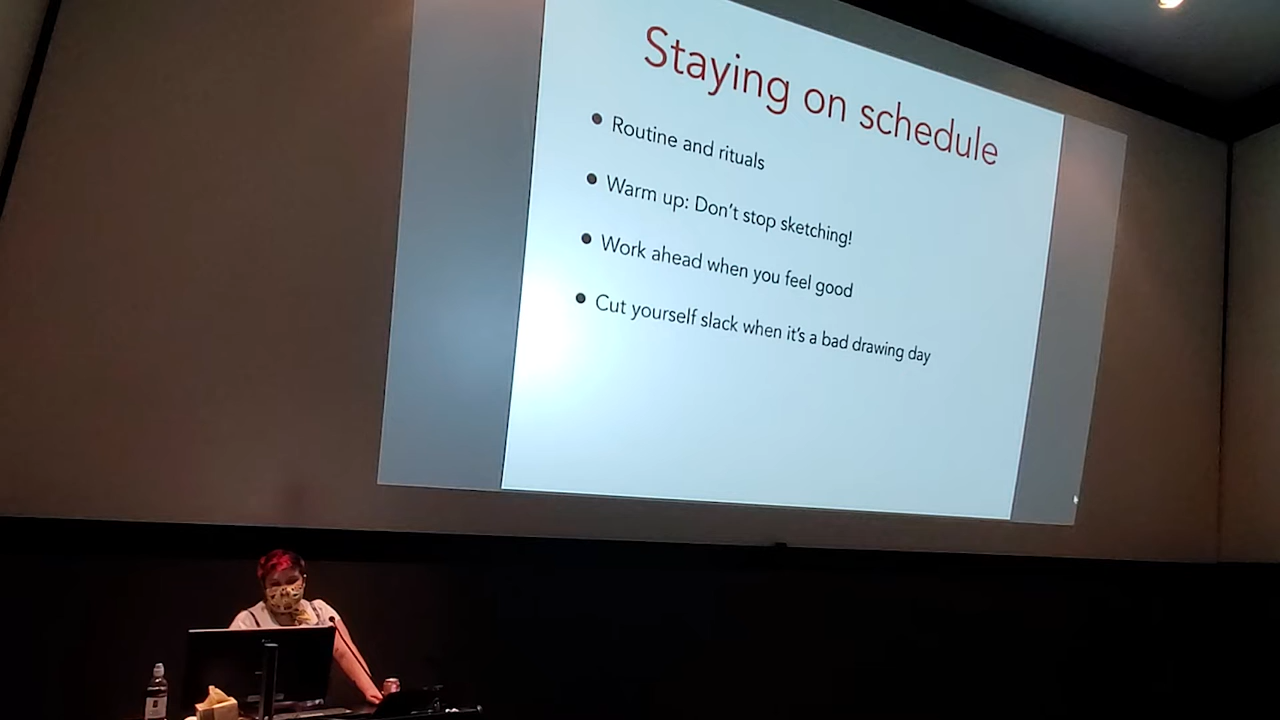 Staying on schedule
Routine and rituals
Warm up: Don't stop sketching!
Work ahead when you feel good
Cut yourself slack when it's a bad drawing day